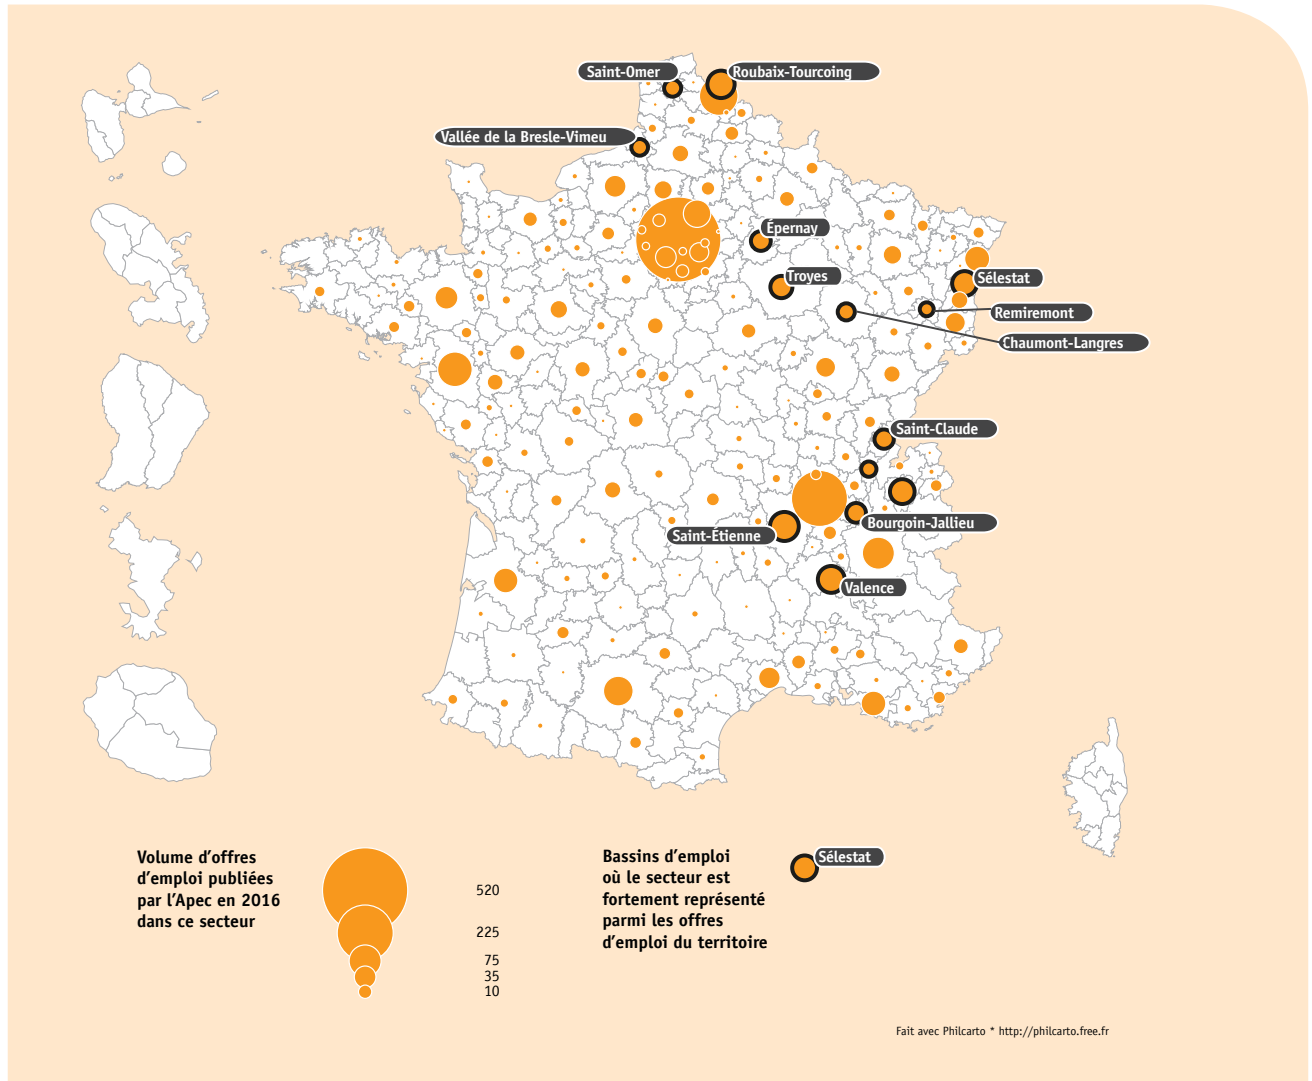 Saint-Omer
Roubaix-Tourcoing
Vallée de la Bresle-Vimeu
Épernay
Troyes
Sélestat
Remiremont
Chaumont-Langres
Saint-Claude
Bourgoin-Jallieu
Saint-Étienne
Valence
Volume d'offres
d'emploi publiées
par l'Apec en 2016
dans ce secteur
520
225
75
35
10
Bassins d'emploi
où le secteur est
fortement représenté
parmi les offres
d'emploi du territoire
Sélestat
Fait avec Philcarto * http://philcarto.free.fr